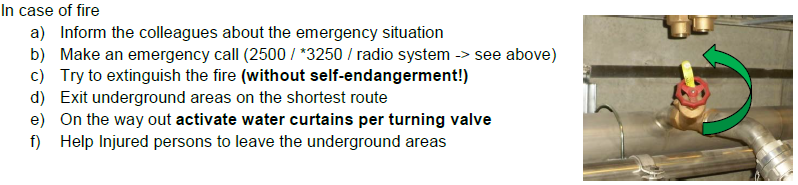 In case of fire
a) Inform the colleagues about the emergency situation
b) Make an emergency call (2500 / *3250 / radio system -> see above)
c) Try to extinguish the fire (without self-endangerment!)
d) Exit underground areas on the shortest route
e) On the way out activate water curtains per turning valve
f) Help Injured persons to leave the underground areas